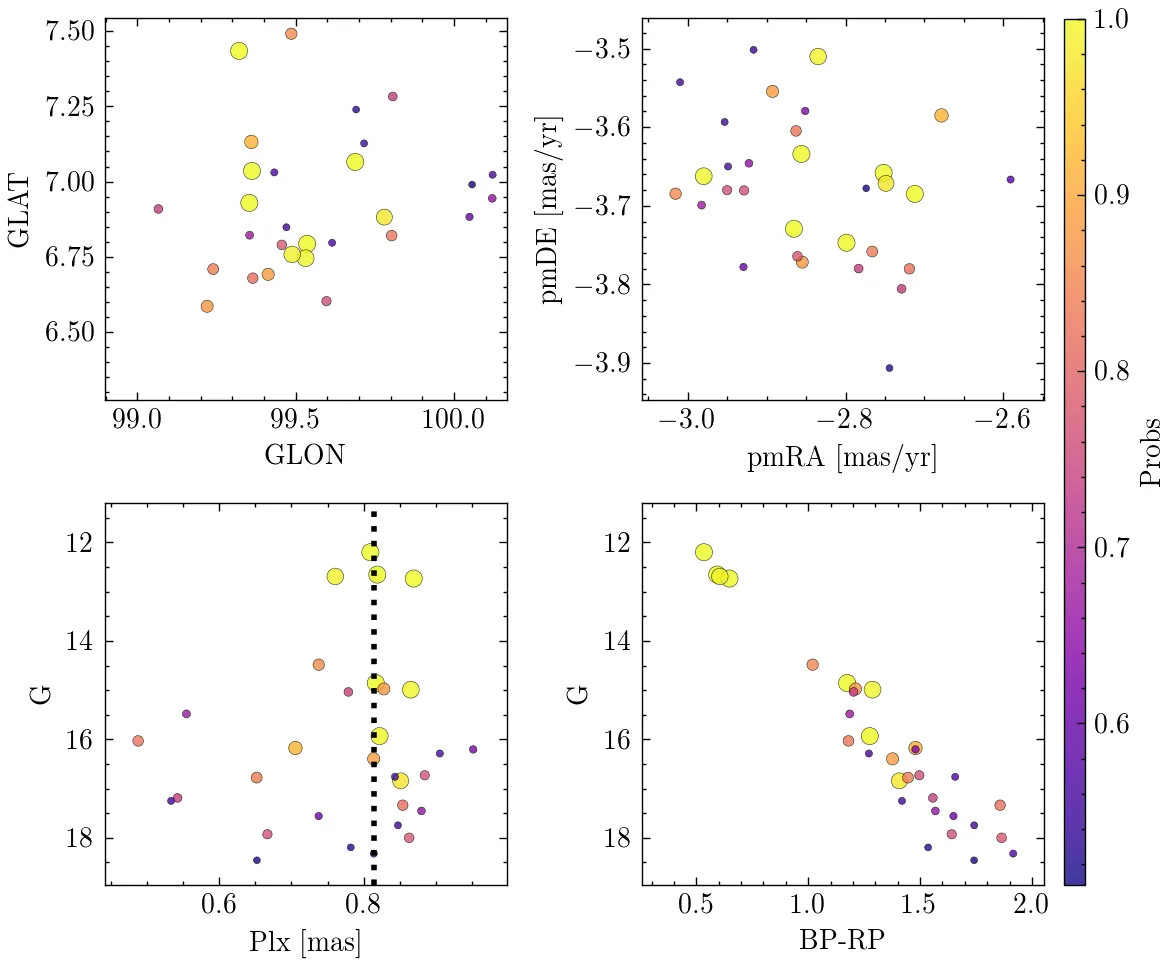 7.50
7.25
7.00
6.75
6.50
GLAT
99.0 99.5 100.0
GLON
−3.5
−3.6
−3.7
−3.8
−3.9
pmDE [mas/yr]
−3.0 −2.8 −2.6
pmRA [mas/yr]
12
14
16
18
G
0.6 0.8
Plx [mas]
12
14
16
18
G
0.5 1.0 1.5 2.0
BP-RP
1.0
0.9
0.8
0.7
0.6
Probs